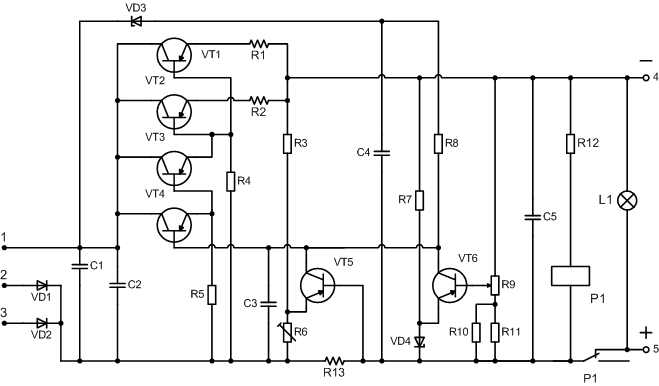 VD3
VT1
R1
VT2
4
R2
VT3
R3
C4
R8
R12
VT4
R4
R7
L1
C5
1
C1
VT5
VT6
2
C2
R9
VD1
R5
C3
P1
3
R6
R10
R11
VD2
VD4
5
R13
P1